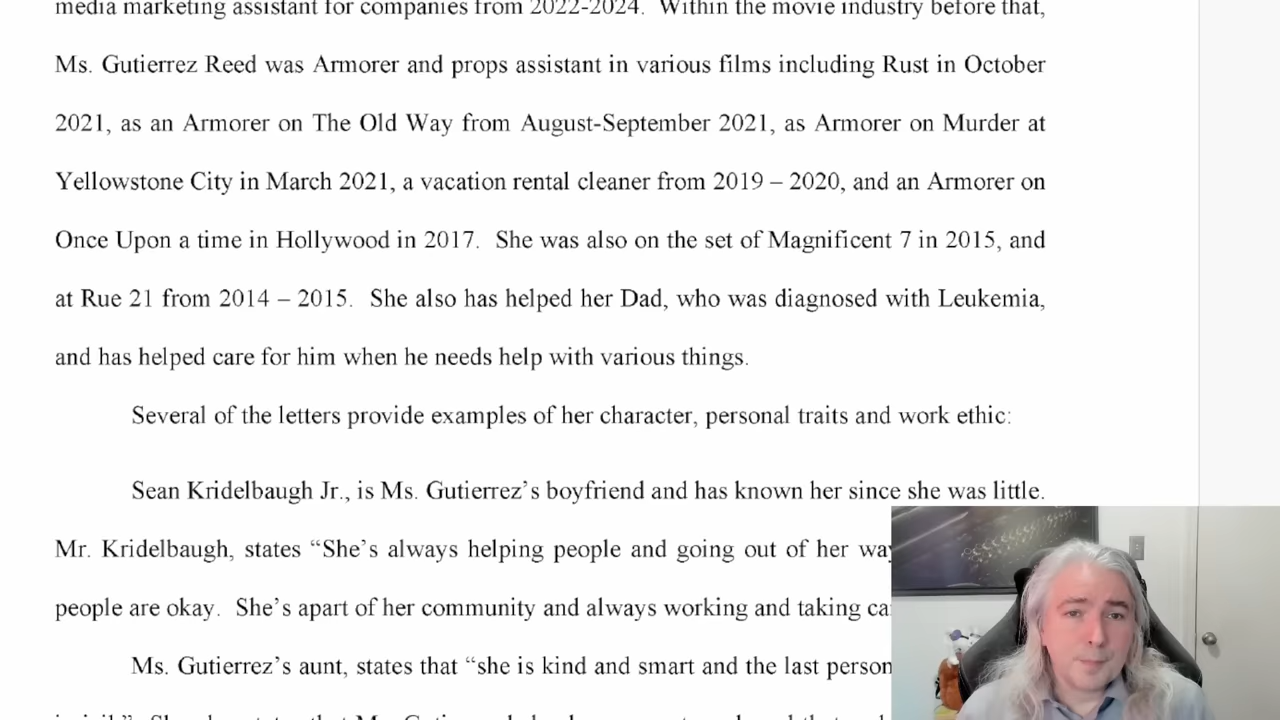 media marketing assistant for companies from 2022-2024.  Within the movie industry before that,
Ms. Gutierrez Reed was Armorer and props assistant in various films including Rust in October
2021, as an Armorer on The Old Way from August-September 2021, as Armorer on Murder at
Yellowstone City in March 2021, a vacation rental cleaner from 2019 – 2020, and an Armorer on
Once Upon a time in Hollywood in 2017.  She was also on the set of Magnificent 7 in 2015, and
at Rue 21 from 2014 – 2015.  She also has helped her Dad, who was diagnosed with Leukemia,
and has helped care for him when he needs help with various things.
Several of the letters provide examples of her character, personal traits and work ethic:
Sean Kridelbaugh Jr., is Ms. Gutierrez’s boyfriend and has known her since she was little.
Mr. Kridelbaugh, states “She’s always helping people and going out of her
people are okay.  She’s apart of her community and always working and taking
Ms. Gutierrez’s aunt, states that “she is kind and smart and the last person